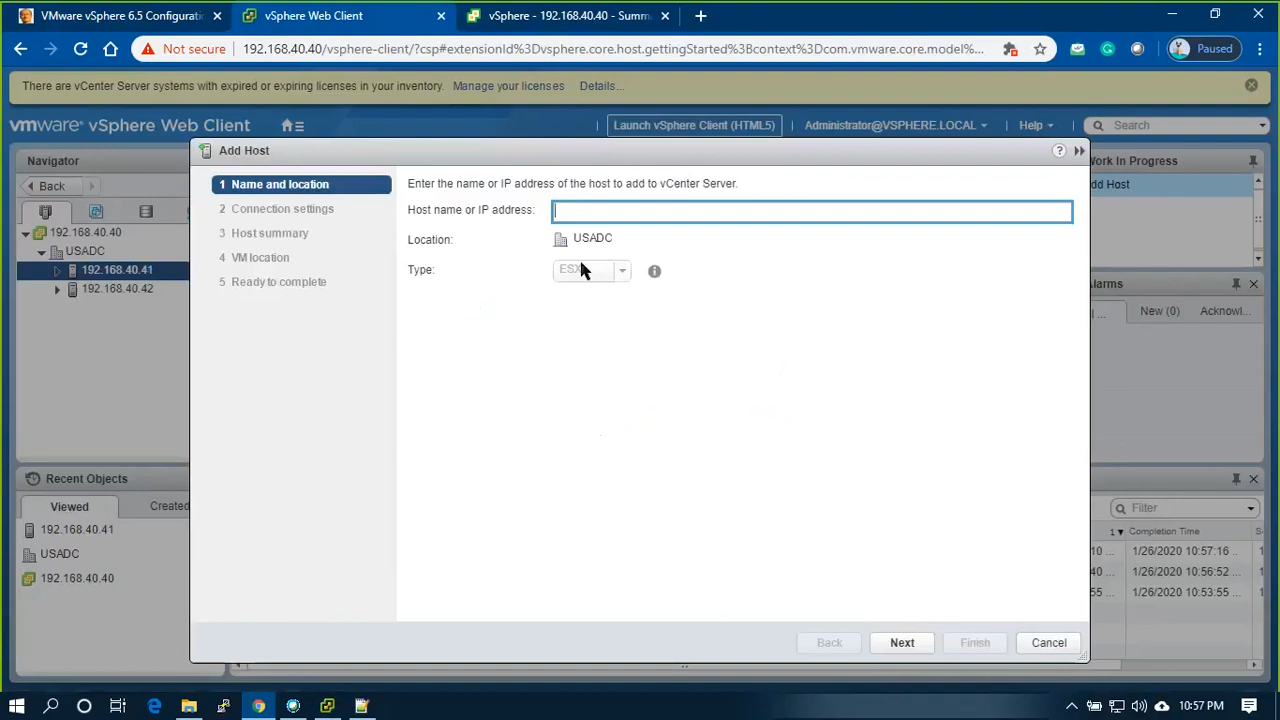 VMware vSphere 6.5 Configuratio
vSphere Web Client
vSphere - 192.168.40.40 - Summ
Not secure
192.168.40.40/vsphere-client/?csp#extensionId%3Dvsphere.core.host.gettingStarted%3Bcontext%3Dcom.vmware.core.model%...
Paused
There are vCenter Server systems with expired or expiring licenses in your inventory. Manage your licenses Details...
vmware vSphere Web Client
Launch vSphere Client (HTML5)
Administrator@VSPHERE.LOCAL
Help
Search
Navigator
Back
192.168.40.40
USADC
192.168.40.41
192.168.40.42
Add Host
1 Name and location
2 Connection settings
3 Host summary
4 VM location
5 Ready to complete
Enter the name or IP address of the host to add to vCenter Server.
Host name or IP address:
Location: USADC
Type:
Back Next Finish Cancel
Work In Progress
Add Host
Alarms
New (0) Acknowl...
Recent Objects
Viewed Created
192.168.40.41
USADC
192.168.40.40
Filter
1 Completion Time
10 ... 1/26/2020 10:57:16 ..
40 ... 1/26/2020 10:56:52 ...
55 ... 1/26/2020 10:53:55 ...
10:57 PM